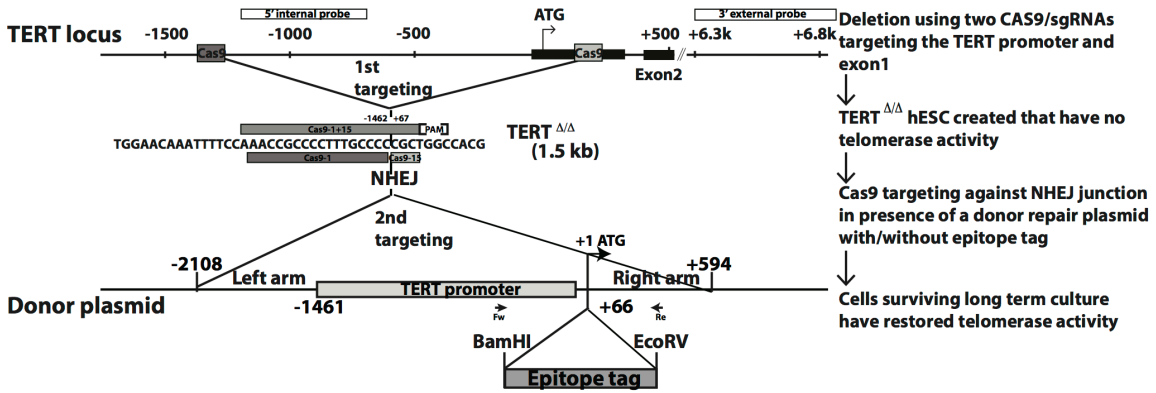 5' internal probe
3' external probe
TERT locus
-1500
-1000
-500
ATG
+500
+6.3k
+6.8k
Cas9
Cas9
Exon2
//
1st
targeting
-1462
+67
Cas9-1+15
PAM
TGGAACAAATTTTCCAAACCGCCCCTTTGCCCCCGCTGGCCACG
Cas9-1
Cas9-15
TERT Δ/Δ
(1.5 kb)
NHEJ
2nd
targeting
+1 ATG
-2108
Left arm
Right arm
+594
Donor plasmid
TERT promoter
-1461
Fw
+66
Re
BamHI
EcoRV
Epitope tag
Deletion using two CAS9/sgRNAs
targeting the TERT promoter and
exon1
TERT Δ/Δ hESC created that have no
telomerase activity
Cas9 targeting against NHEJ junction
in presence of a donor repair plasmid
with/without epitope tag
Cells surviving long term culture
have restored telomerase activity